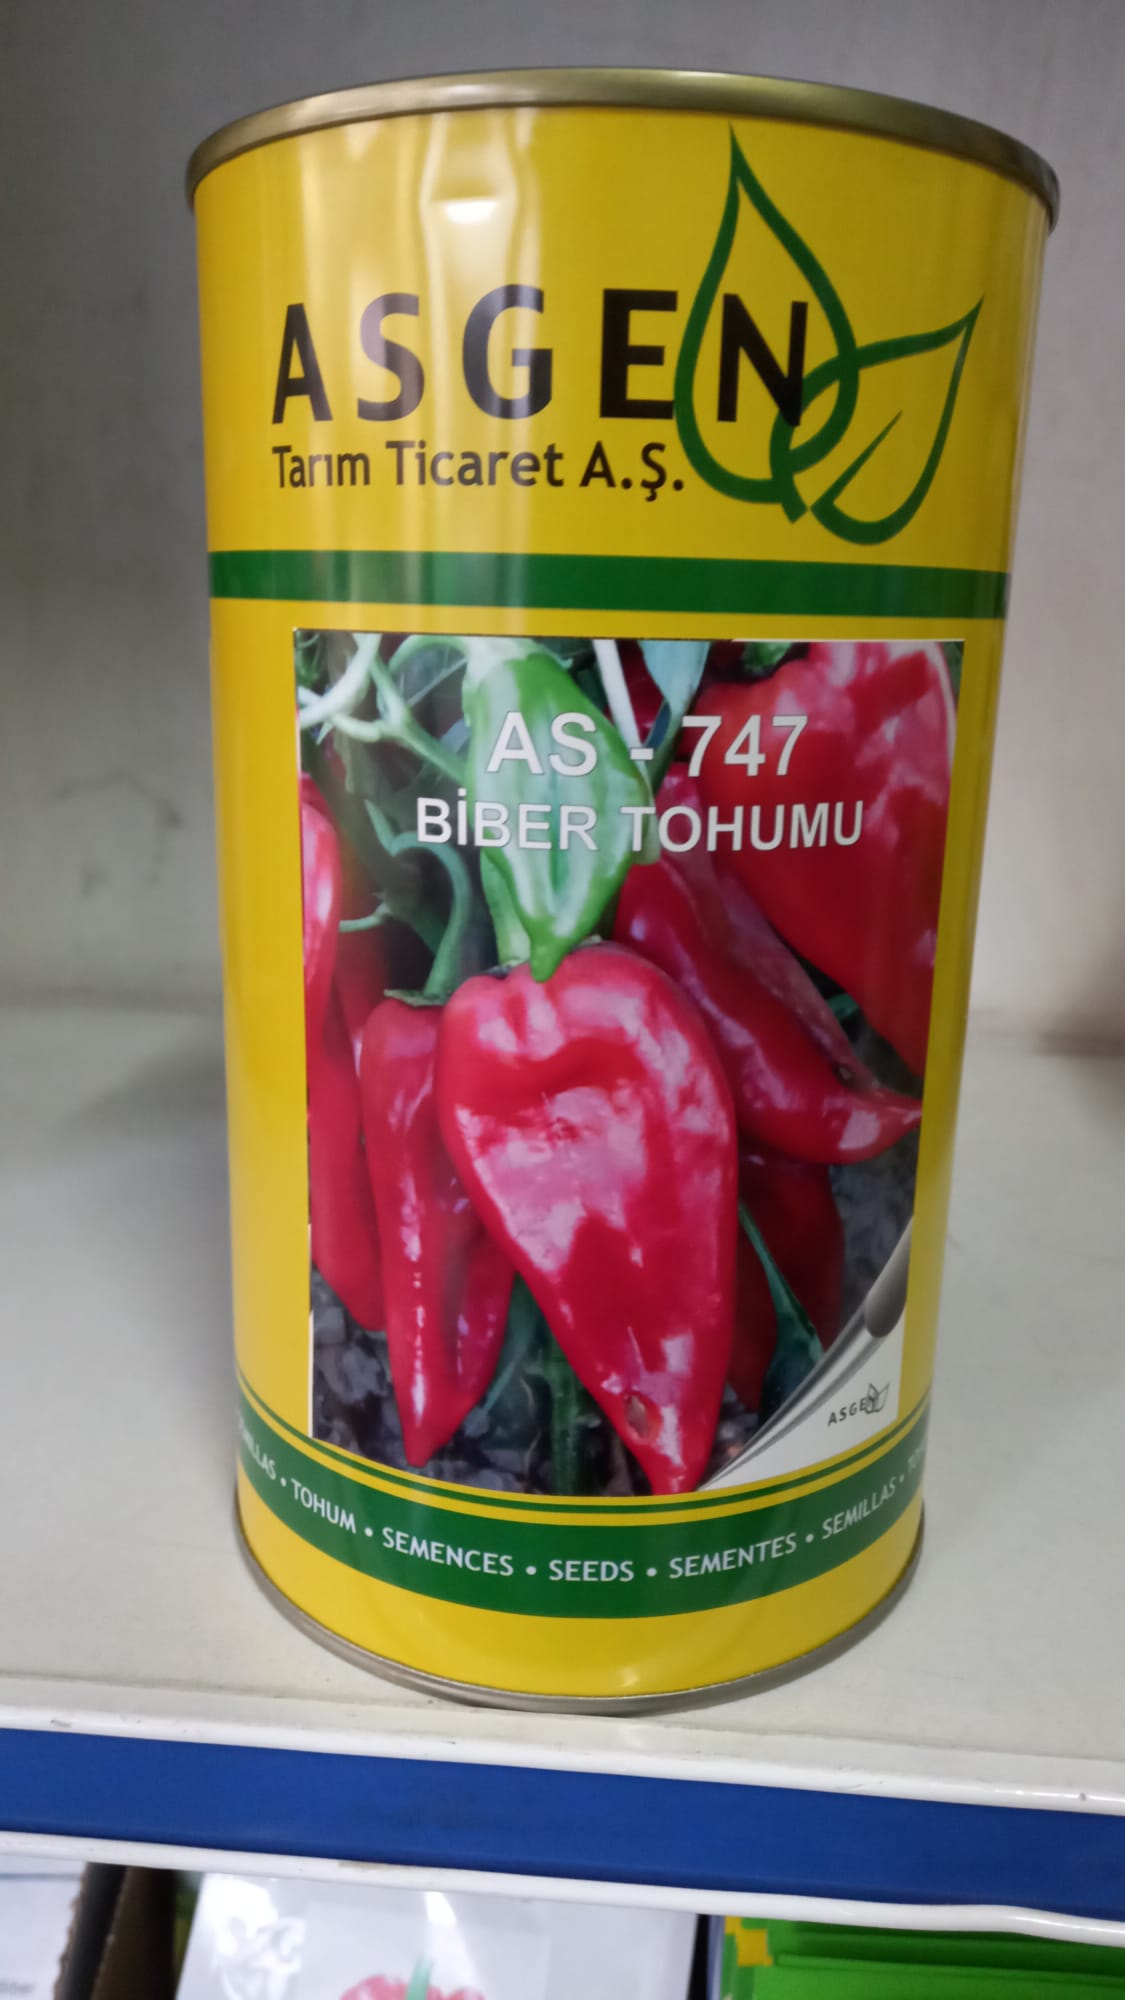 ASGEN
Tarım Ticaret A.Ş.
AS - 747
BİBER TOHUMU
ASGEN
TOHUM • SEMENCES • SEEDS • SEMENTES • SEMILLAS •